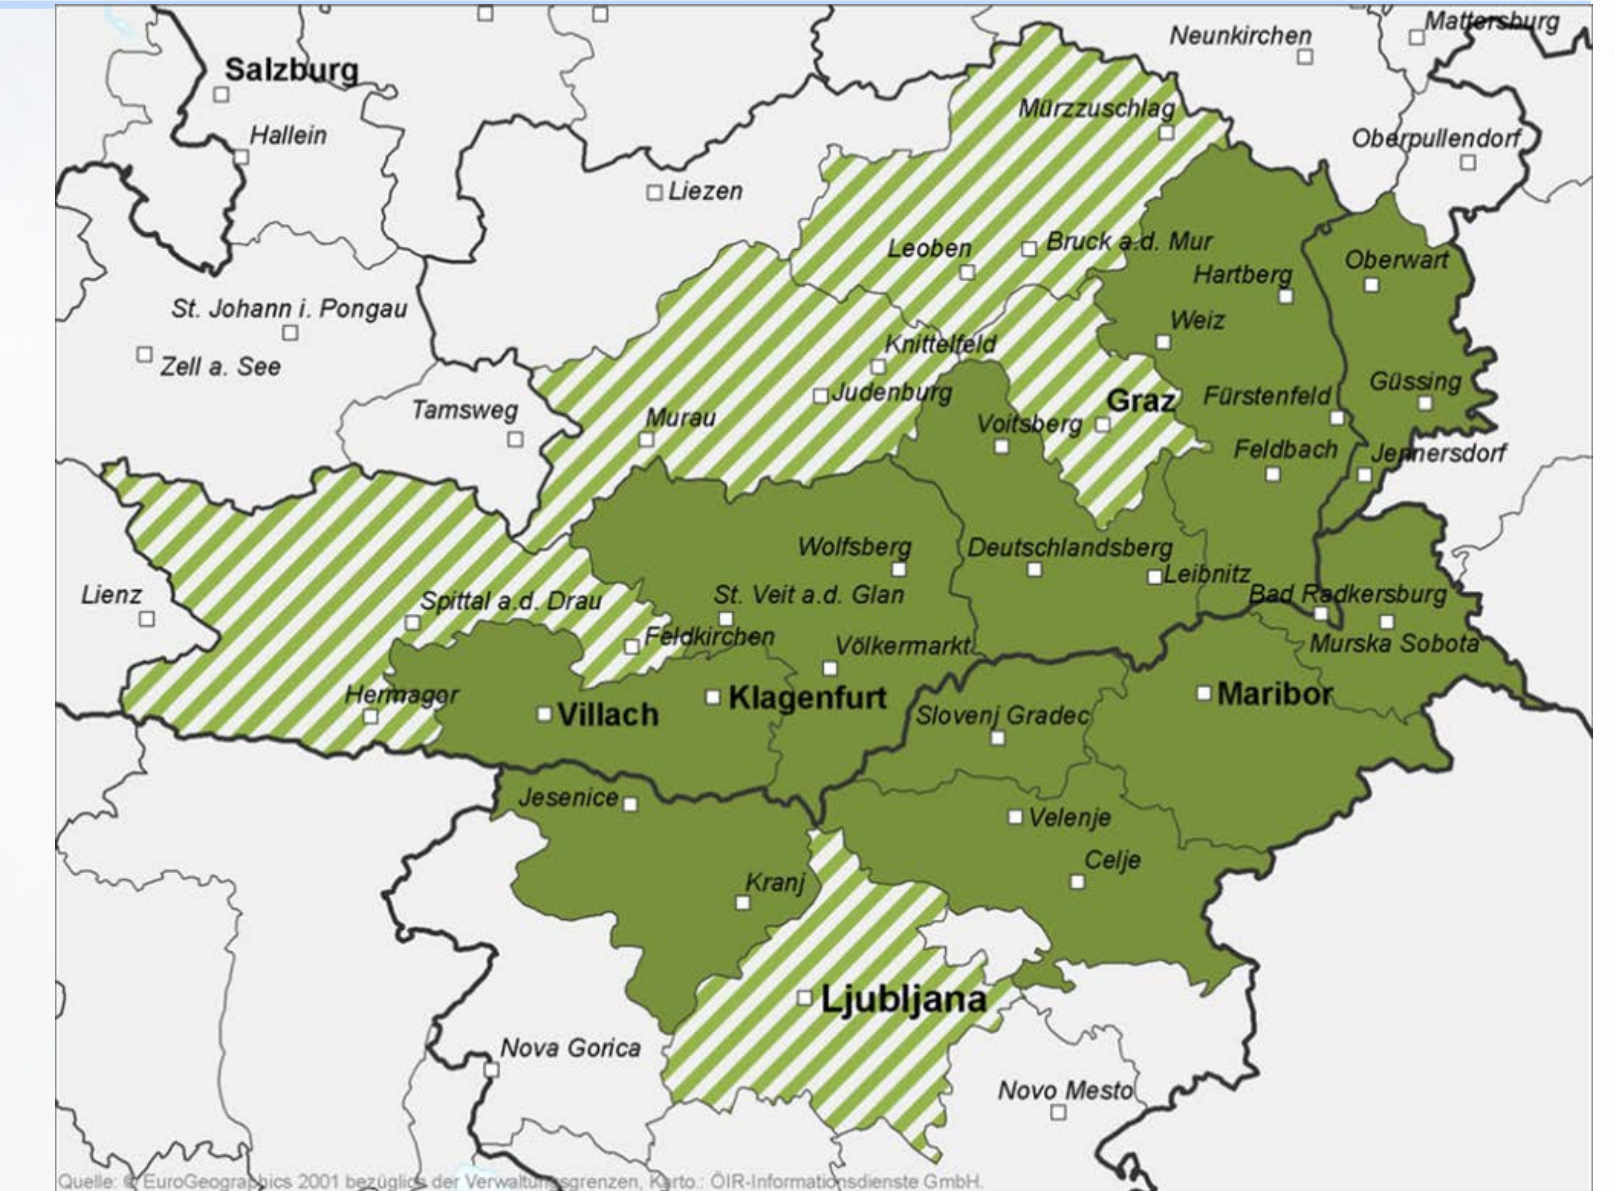 Mattersburg
Neunkirchen
Salzburg
Mürzzuschlag
Hallein
Oberpullendorf
Liezen
Leoben
Bruck a.d. Mur
Oberwart
Hartberg
St. Johann i. Pongau
Weiz
Knittelfeld
Zell a. See
Güssing
Judenburg
Fürstenfeld
Graz
Tamsweg
Murau
Voitsberg
Feldbach
Jennersdorf
Wolfsberg
Deutschlandsberg
Leibnitz
Lienz
Spittal a.d. Drau
St. Veit a.d. Glan
Bad Radkersburg
Feldkirchen
Völkermarkt
Murska Sobota
Hermagor
Klagenfurt
Maribor
Villach
Slovenj Gradec
Jesenice
Velenje
Celje
Kranj
Ljubljana
Nova Gorica
Novo Mesto
Quelle: © EuroGeographics 2001 bezüglich der Verwaltungsgrenzen, Karto.: ÖIR-Informationsdienste GmbH.